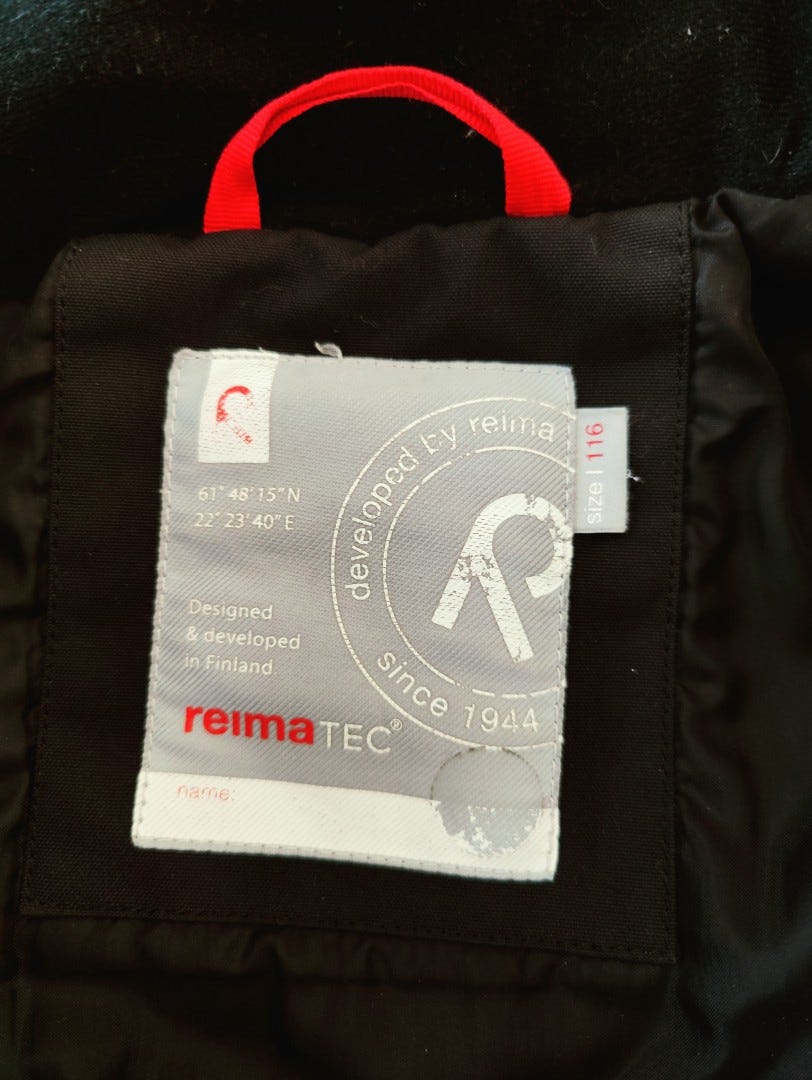 61° 48' 15" N
22° 23' 40" E
developed by reima
since 1944
size | 116
Designed
& developed
in Finland.
reimaTEC®
name: